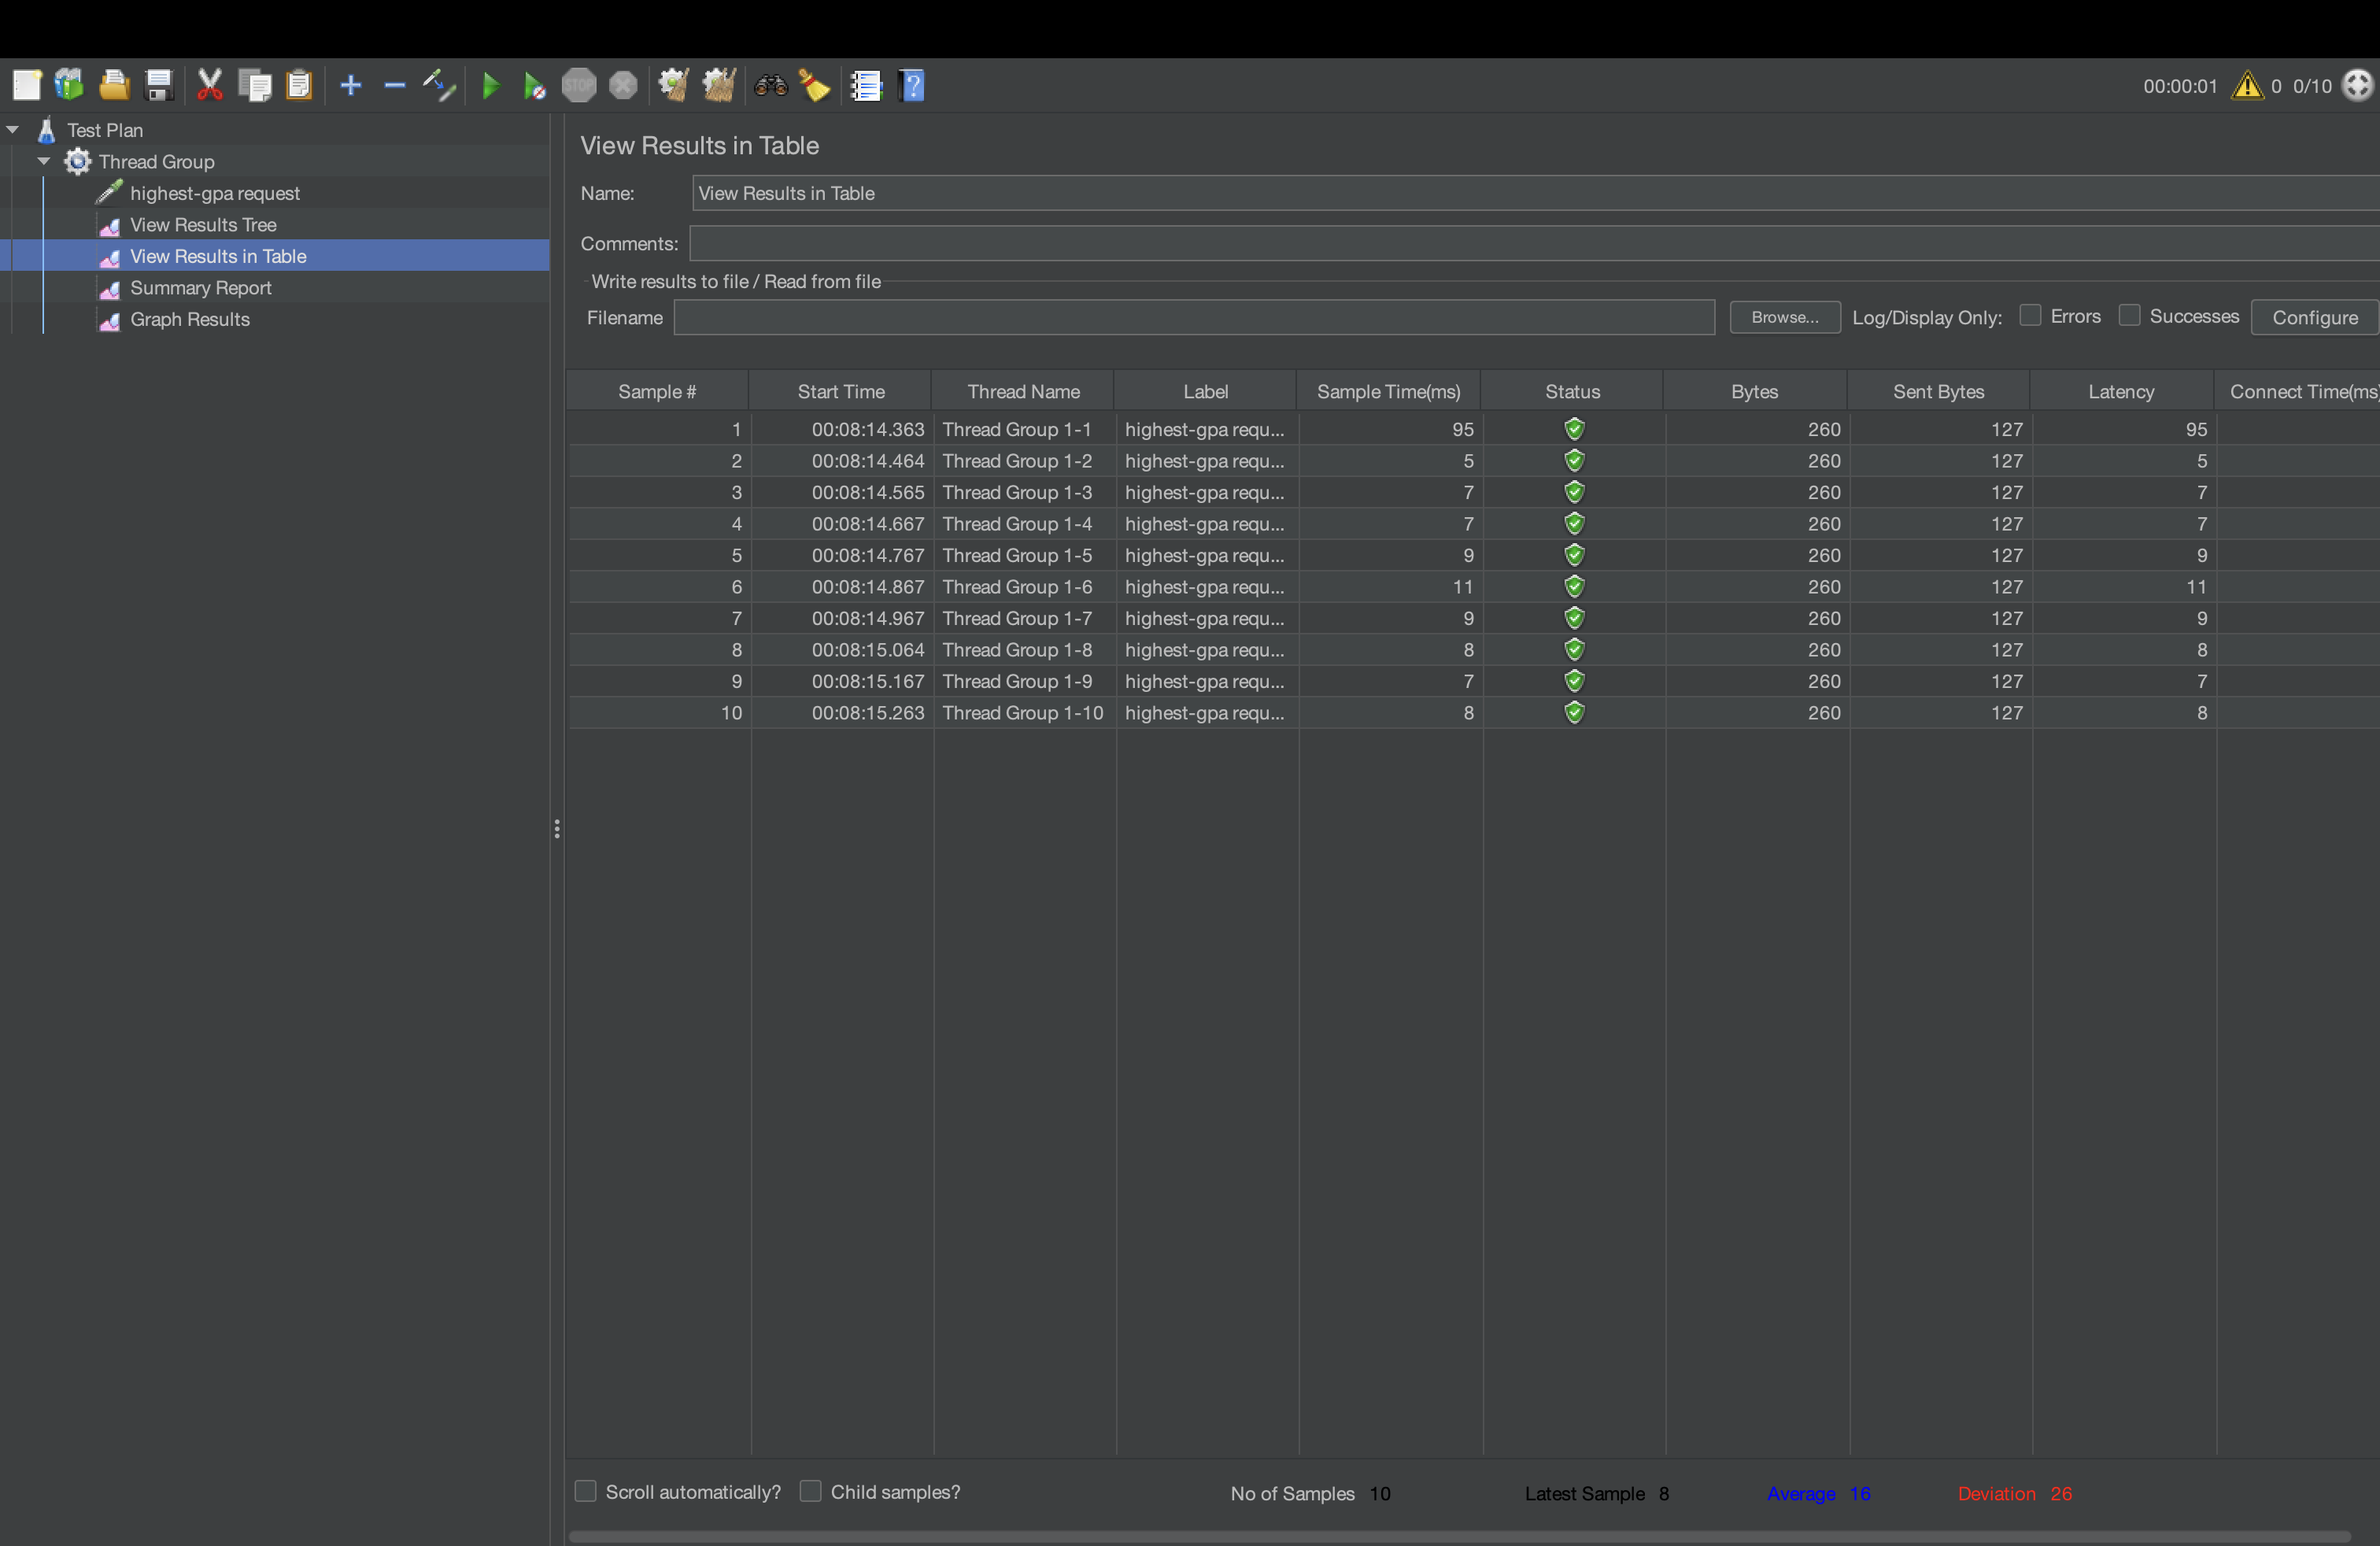 STOP
?
00:00:01 0 0/10
Test Plan
Thread Group
highest-gpa request
View Results Tree
View Results in Table
Summary Report
Graph Results
View Results in Table
Name: View Results in Table
Comments:
Write results to file / Read from file
Filename Browse... Log/Display Only: Errors Successes Configure
Sample # Start Time Thread Name Label Sample Time(ms) Status Bytes Sent Bytes Latency Connect Time(ms)
1 00:08:14.363 Thread Group 1-1 highest-gpa requ... 95 260 127 95
2 00:08:14.464 Thread Group 1-2 highest-gpa requ... 5 260 127 5
3 00:08:14.565 Thread Group 1-3 highest-gpa requ... 7 260 127 7
4 00:08:14.667 Thread Group 1-4 highest-gpa requ... 7 260 127 7
5 00:08:14.767 Thread Group 1-5 highest-gpa requ... 9 260 127 9
6 00:08:14.867 Thread Group 1-6 highest-gpa requ... 11 260 127 11
7 00:08:14.967 Thread Group 1-7 highest-gpa requ... 9 260 127 9
8 00:08:15.064 Thread Group 1-8 highest-gpa requ... 8 260 127 8
9 00:08:15.167 Thread Group 1-9 highest-gpa requ... 7 260 127 7
10 00:08:15.263 Thread Group 1-10 highest-gpa requ... 8 260 127 8
Scroll automatically? Child samples? No of Samples 10 Latest Sample 8 Average 16 Deviation 26